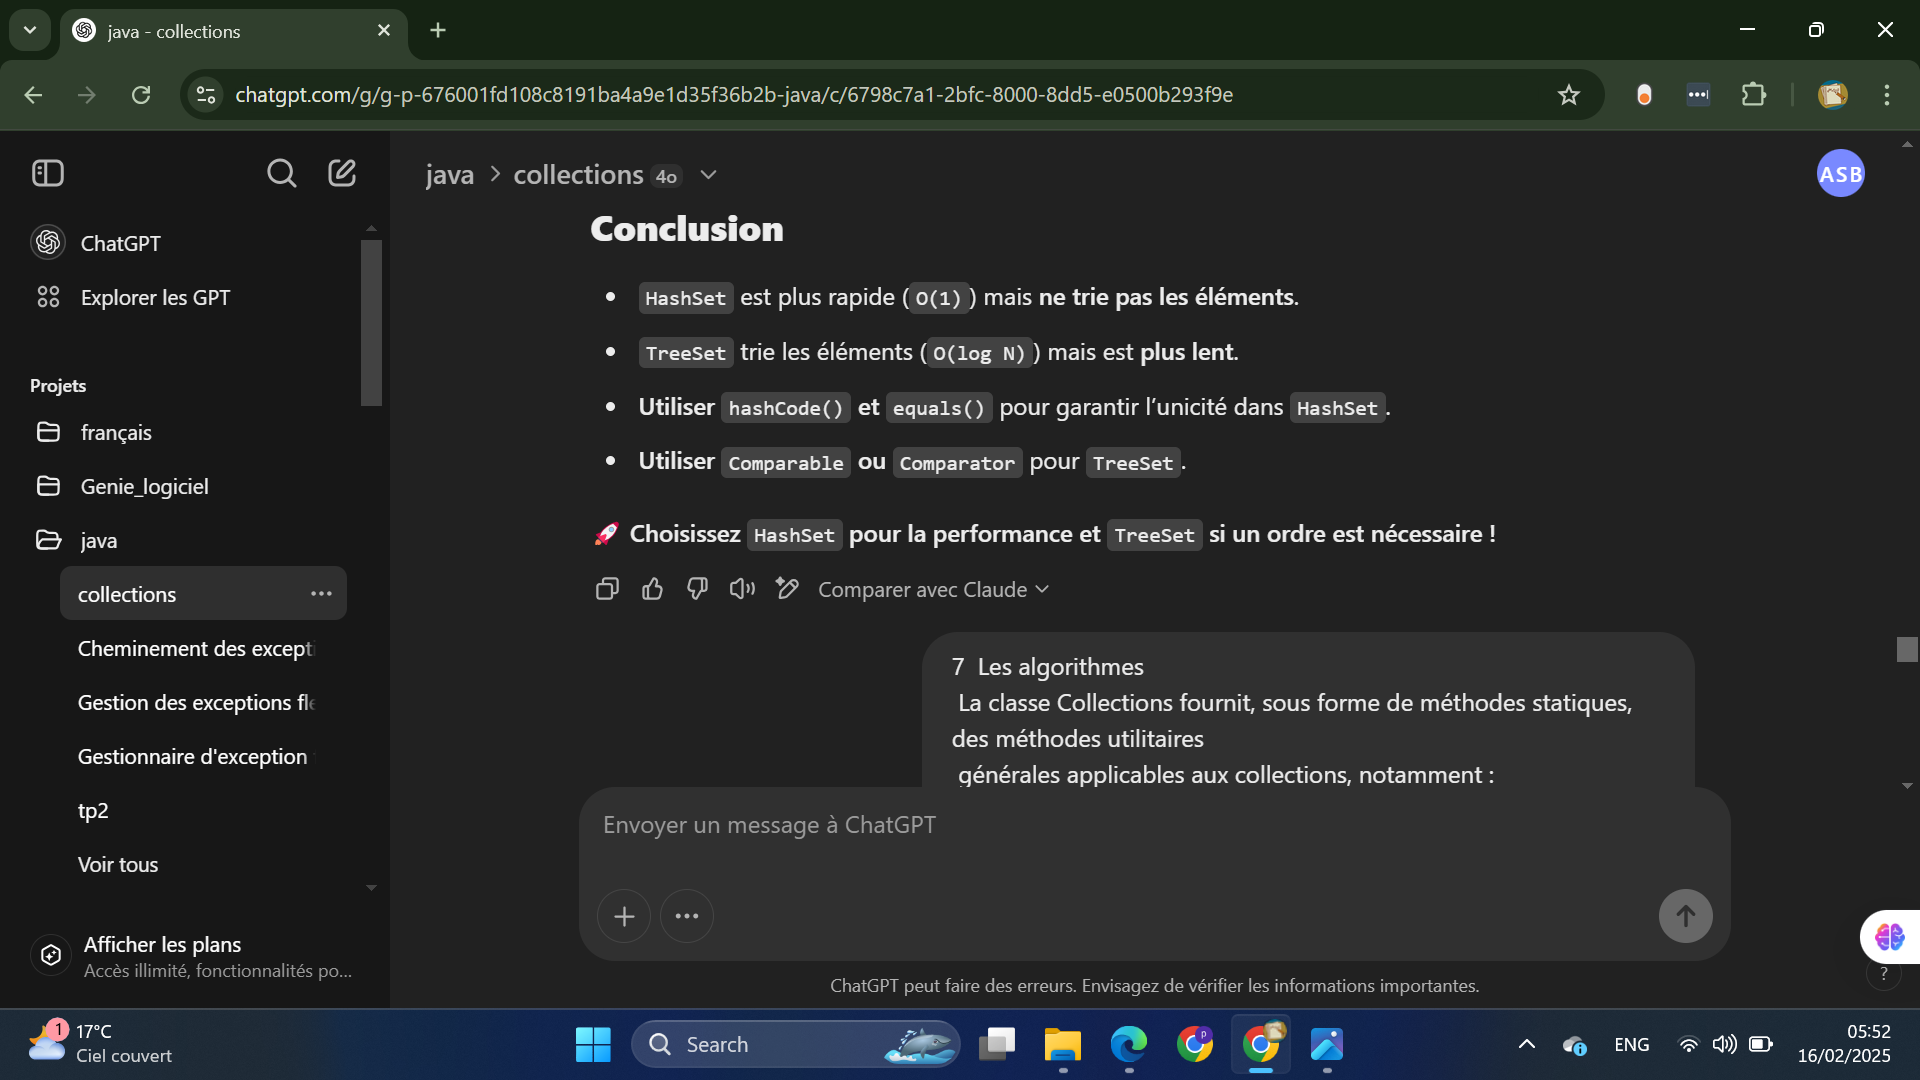 java - collections
chatgpt.com/g/g-p-676001fd108c8191ba4a9e1d35f36b2b-java/c/6798c7a1-2bfc-8000-8dd5-e0500b293f9e
java > collections 4o
ASB
ChatGPT
Explorer les GPT
Projets
français
Genie_logiciel
java
collections
Cheminement des except
Gestion des exceptions fl
Gestionnaire d'exception
tp2
Voir tous
Afficher les plans
Accès illimité, fonctionnalités po...
Conclusion
HashSet est plus rapide (O(1)) mais ne trie pas les éléments.
TreeSet trie les éléments (O(log N)) mais est plus lent.
Utiliser hashCode() et equals() pour garantir l’unicité dans HashSet.
Utiliser Comparable ou Comparator pour TreeSet.
🚀 Choisissez HashSet pour la performance et TreeSet si un ordre est nécessaire !
Comparer avec Claude
7 Les algorithmes
La classe Collections fournit, sous forme de méthodes statiques,
des méthodes utilitaires
générales applicables aux collections, notamment :
Envoyer un message à ChatGPT
ChatGPT peut faire des erreurs. Envisagez de vérifier les informations importantes.
?
1
17°C
Ciel couvert
Search
p
ENG
05:52
16/02/2025